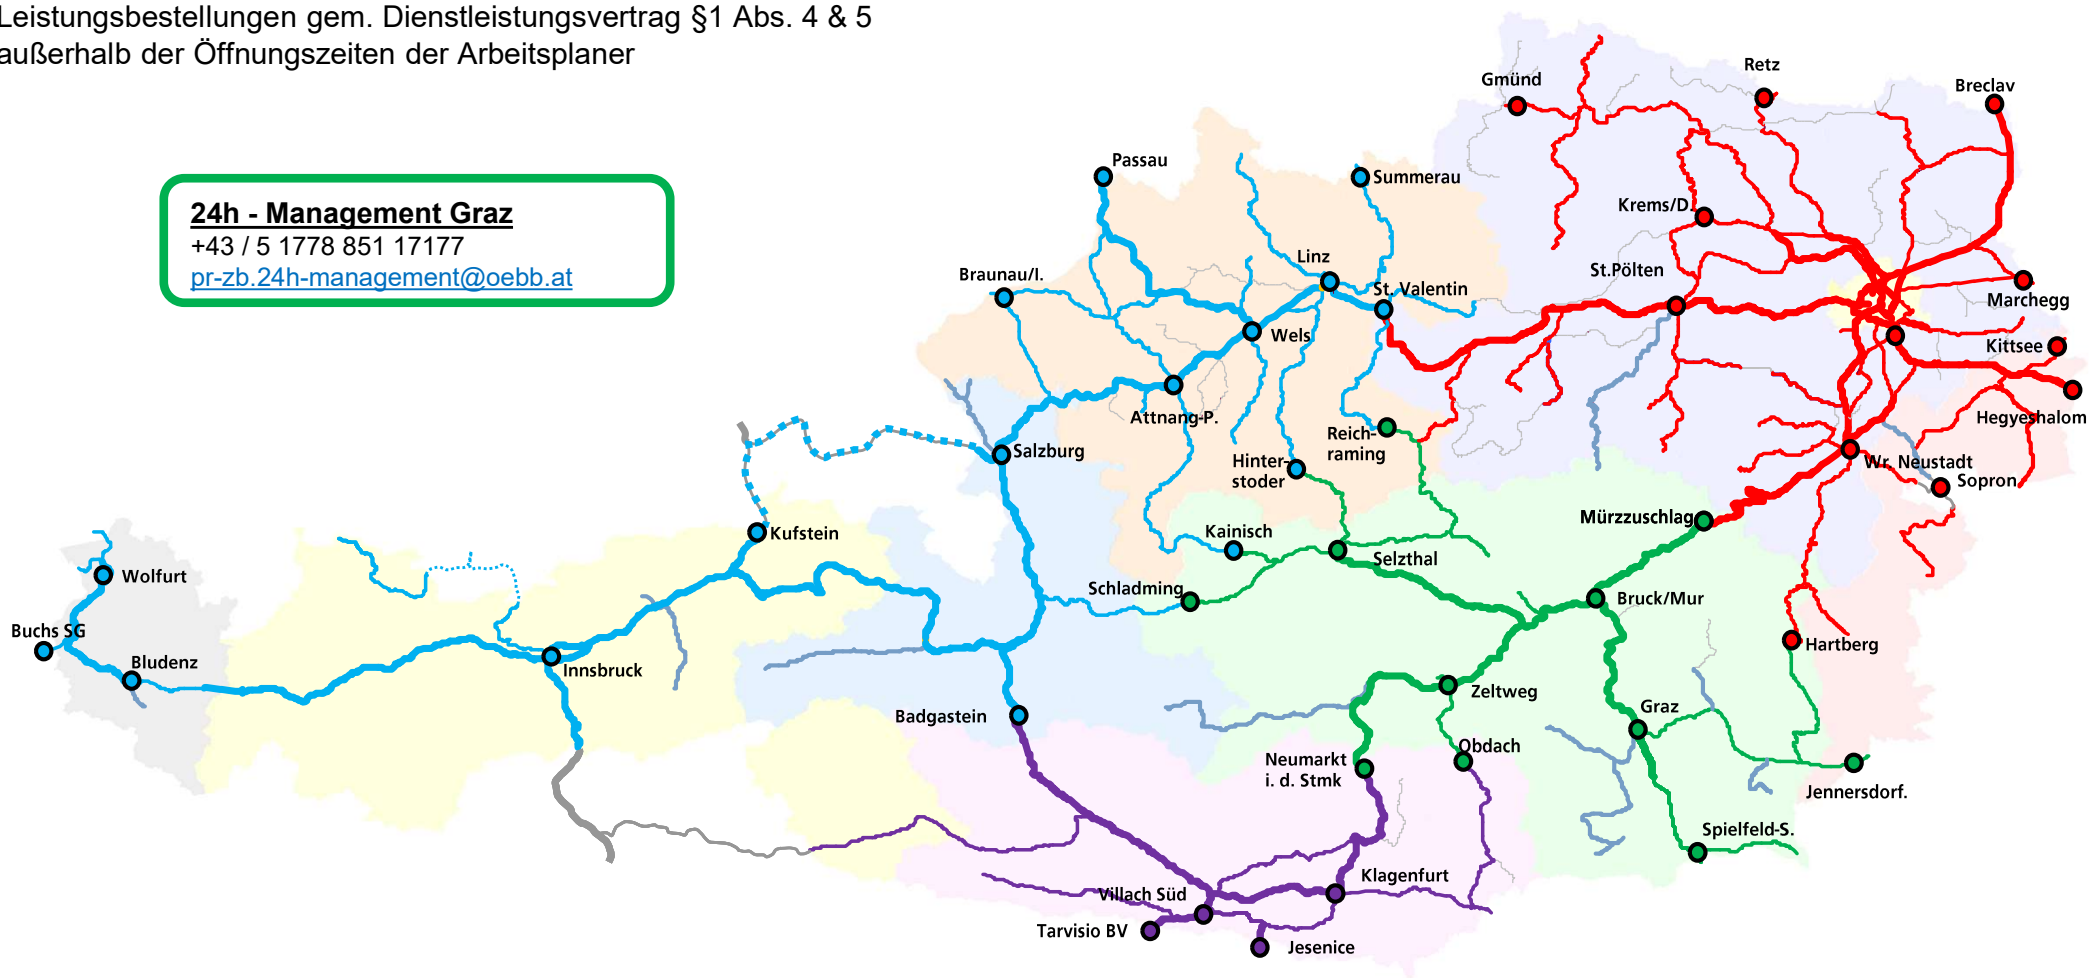 Leistungsbestellungen gem. Dienstleistungsvertrag §1 Abs. 4 & 5
außerhalb der Öffnungszeiten der Arbeitsplaner
24h - Management Graz
+43 / 5 1778 851 17177
pr-zb.24h-management@oebb.at
Gmünd
Retz
Breclav
Passau
Summerau
Krems/D.
Linz
St.Pölten
Braunau/I.
St. Valentin
Marchegg
Wels
Kittsee
Attnang-P.
Hegyeshalom
Reich-
raming
Salzburg
Hinter-
stoder
Wr. Neustadt
Sopron
Mürzzuschlag
Kufstein
Kainisch
Selzthal
Wolfurt
Schladming
Bruck/Mur
Buchs SG
Hartberg
Bludenz
Innsbruck
Zeltweg
Badgastein
Graz
Obdach
Neumarkt
i. d. Stmk
Jennersdorf.
Spielfeld-S.
Klagenfurt
Villach Süd
Tarvisio BV
Jesenice